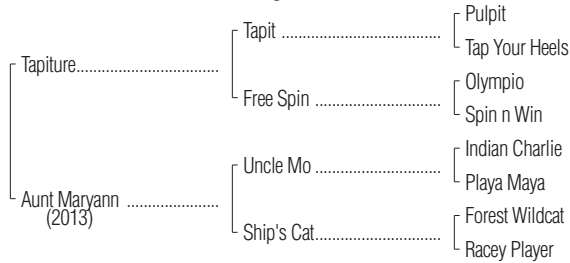 Pulpit
Tapit ....................................
Tap Your Heels
Tapiture................................
Olympio
Free Spin ............................
Spin n Win
Indian Charlie
Uncle Mo ............................
Playa Maya
Aunt Maryann .....................
(2013)
Forest Wildcat
Ship's Cat............................
Racey Player